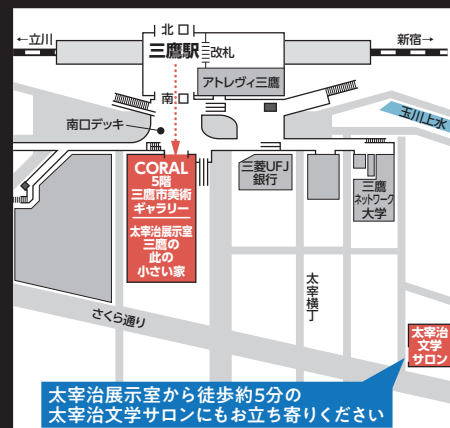 北口
←立川
新宿→
三鷹駅
改札
アトレヴィ三鷹
南口
玉川上水
南口デッキ
CORAL
5階
三鷹市美術
ギャラリー
太宰治展示室
三鷹の
此の
小さい家
三菱UFJ
銀行
三鷹
ネットワーク
大学
太宰横丁
さくら通り
太宰治
文学
サロン
太宰治展示室から徒歩約5分の
太宰治文学サロンにもお立ち寄りください